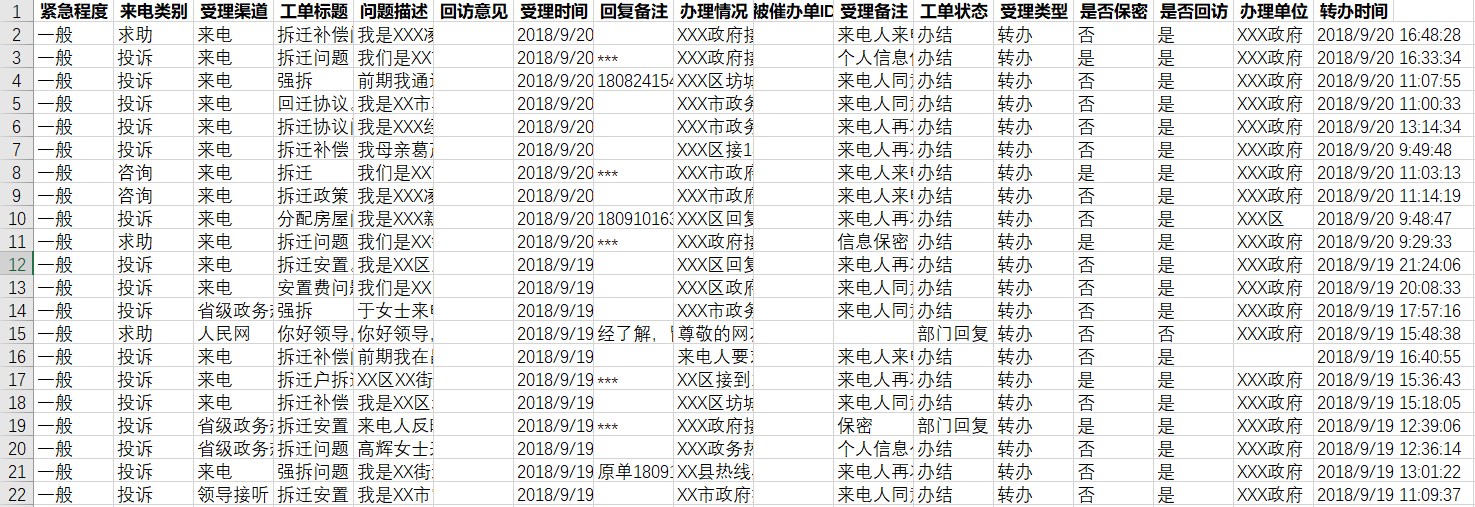 1 紧急程度 来电类别 受理渠道 工单标题 问题描述 回访意见 受理时间 回复备注 办理情况 被催办单ID 受理备注 工单状态 受理类型 是否保密 是否回访 办理单位 转办时间
2 一般 求助 来电 拆迁补偿 我是XXX 2018/9/20 XXX政府 来电人来 办结 转办 否 是 XXX政府 2018/9/20 16:48:28
3 一般 投诉 来电 拆迁问题 我们是XX 2018/9/20 *** XXX政府 个人信息 办结 转办 是 是 XXX政府 2018/9/20 16:33:34
4 一般 投诉 来电 强拆 前期我通 2018/9/20 180824154 XXX区坊城 来电人同意 办结 转办 否 是 XXX政府 2018/9/20 11:07:55
5 一般 投诉 来电 回迁协议 我是XX市 2018/9/20 XXX市政务 来电人同意 办结 转办 否 是 XXX政府 2018/9/20 11:00:33
6 一般 投诉 来电 拆迁协议 我是XXX经 2018/9/20 XXX市政务 来电人再 办结 转办 否 是 XXX政府 2018/9/20 13:14:34
7 一般 投诉 来电 拆迁补偿 我母亲葛 2018/9/20 XXX区接1 来电人再 办结 转办 否 是 XXX政府 2018/9/20 9:49:48
8 一般 咨询 来电 拆迁 我们是XX 2018/9/20 *** XXX市政府 来电人来 办结 转办 是 是 XXX政府 2018/9/20 11:03:13
9 一般 咨询 来电 拆迁政策 我是XXX 2018/9/20 XXX市政府 来电人来 办结 转办 否 是 XXX政府 2018/9/20 11:14:19
10 一般 投诉 来电 分配房屋 我是XXX新 2018/9/20 180910163 XXX区回复 来电人再 办结 转办 否 是 XXX区 2018/9/20 9:48:47
11 一般 求助 来电 拆迁问题 我们是XX 2018/9/20 *** XXX政府 信息保密 办结 转办 是 是 XXX政府 2018/9/20 9:29:33
12 一般 投诉 来电 拆迁安置 我是XX区 2018/9/19 XXX区回复 来电人再 办结 转办 否 是 XXX政府 2018/9/19 21:24:06
13 一般 投诉 来电 安置费问 我们是XX 2018/9/19 XXX区政府 来电人同意 办结 转办 否 是 XXX政府 2018/9/19 20:08:33
14 一般 投诉 省级政务 强拆 于女士来电 2018/9/19 XXX市政务 来电人同意 办结 转办 否 是 XXX政府 2018/9/19 17:57:16
15 一般 求助 人民网 你好领导, 你好领导, 2018/9/19 经了解, 尊敬的网 部门回复 转办 否 否 XXX政府 2018/9/19 15:48:38
16 一般 投诉 来电 拆迁补偿 前期我在 2018/9/19 来电人要 来电人来 办结 转办 否 是 2018/9/19 16:40:55
17 一般 投诉 来电 拆迁户拆 XX区XX街 2018/9/19 *** XX区接到 来电人再 办结 转办 是 是 XXX政府 2018/9/19 15:36:43
18 一般 投诉 来电 拆迁补偿 我是XX区 2018/9/19 XXX区坊城 来电人同意 办结 转办 否 是 XXX政府 2018/9/19 15:18:05
19 一般 投诉 省级政务 拆迁安置 来电人反映 2018/9/19 *** XXX政府 保密 部门回复 转办 是 是 XXX政府 2018/9/19 12:39:06
20 一般 投诉 省级政务 拆迁问题 高辉女士 2018/9/19 XXX政务热 个人信息 办结 转办 否 是 XXX政府 2018/9/19 12:36:14
21 一般 投诉 来电 强拆问题 我是XX街 2018/9/19 原单18091 XX县热线 来电人再 办结 转办 否 是 XXX政府 2018/9/19 13:01:22
22 一般 投诉 领导接听 拆迁安置 我是XX市 2018/9/19 XX市政府 来电人同意 办结 转办 否 是 XXX政府 2018/9/19 11:09:37